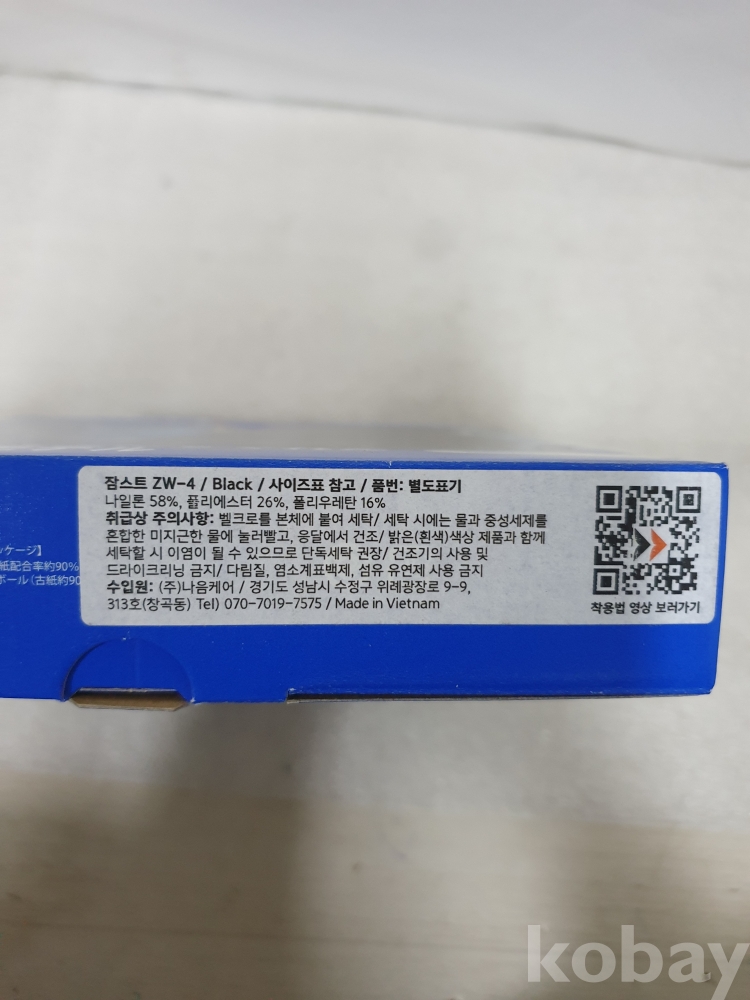 잠스트 ZW-4 / Black / 사이즈표 참고 / 품번: 별도표기
나일론 58%, 폴리에스터 26%, 폴리우레탄 16%
취급상 주의사항: 벨크로를 본체에 붙여 세탁/ 세탁 시에는 물과 중성세제를
혼합한 미지근한 물에 눌러빨고, 응달에서 건조/ 밝은(흰색)색상 제품과 함께
세탁할 시 이염이 될 수 있으므로 단독세탁 권장/ 건조기의 사용 및
드라이크리닝 금지/ 다림질, 염소계표백제, 섬유 유연제 사용 금지
수입원: (주)나음케어 / 경기도 성남시 수정구 위례광장로 9-9,
313호(창곡동) Tel) 070-7019-7575 / Made in Vietnam
착용법 영상 보러가기
ッケージ】
紙配合率約90%
ボール（古紙約90
kobay